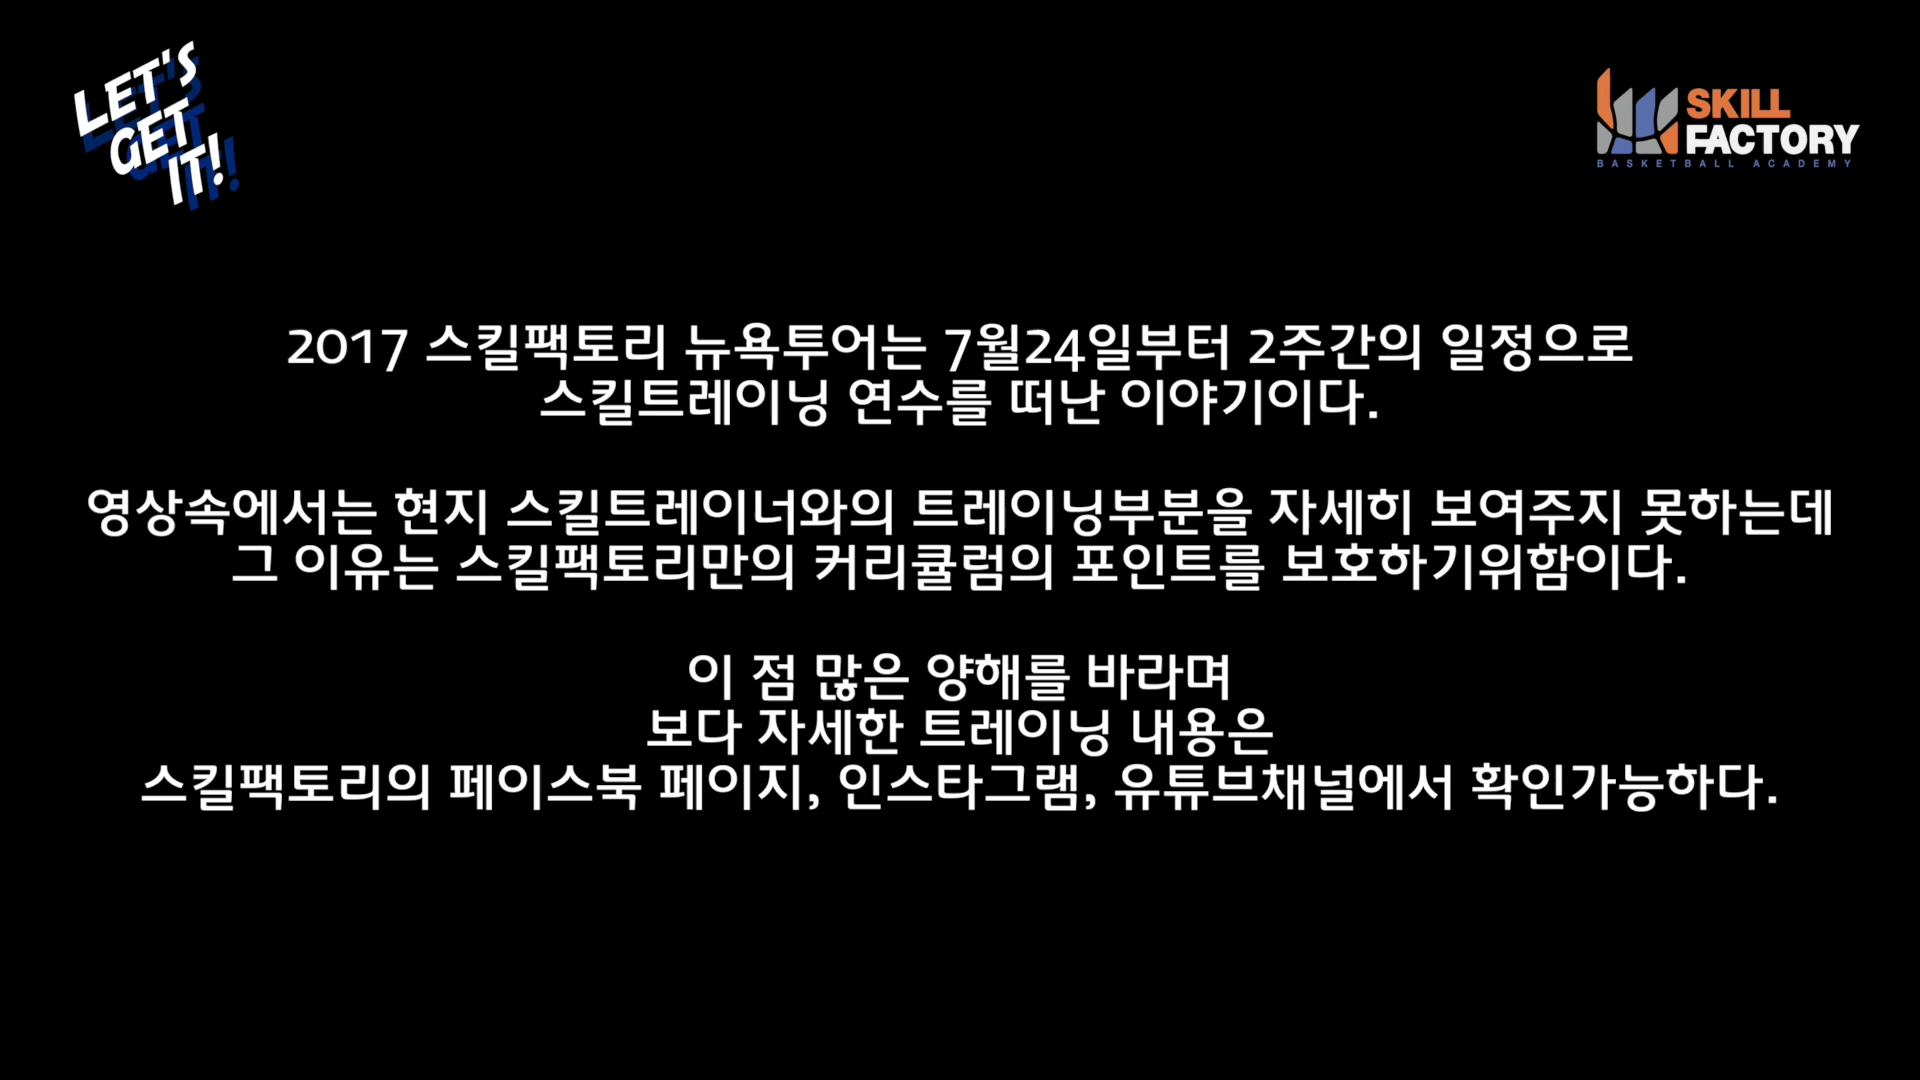 LET'S
GET
IT!
SKILL
FACTORY
BASKETBALL ACADEMY
2017 스킬팩토리 뉴욕투어는 7월24일부터 2주간의 일정으로
스킬트레이닝 연수를 떠난 이야기이다.
영상속에서는 현지 스킬트레이너와의 트레이닝부분을 자세히 보여주지 못하는데
그 이유는 스킬팩토리만의 커리큘럼의 포인트를 보호하기위함이다.
이 점 많은 양해를 바라며
보다 자세한 트레이닝 내용은
스킬팩토리의 페이스북 페이지, 인스타그램, 유튜브채널에서 확인가능하다.